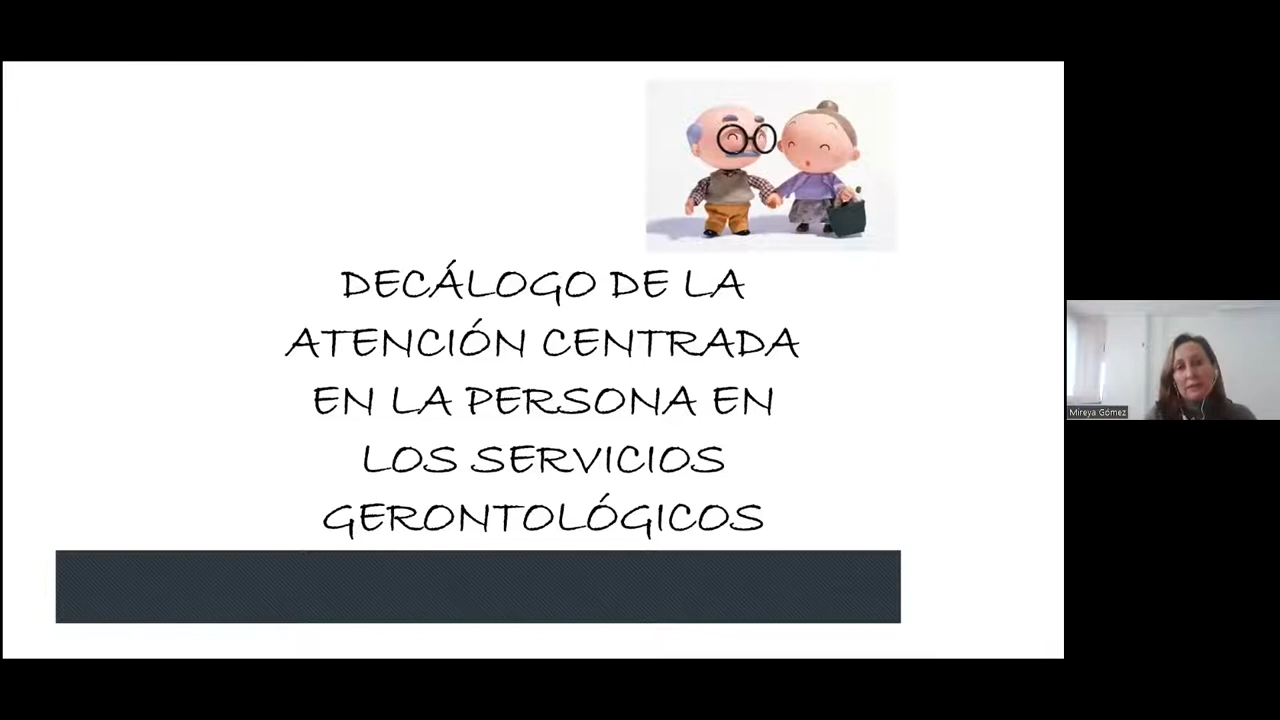 DECÁLOGO DE LA
ATENCIÓN CENTRADA
EN LA PERSONA EN
LOS SERVICIOS
GERONTOLÓGICOS
Mireya Gómez